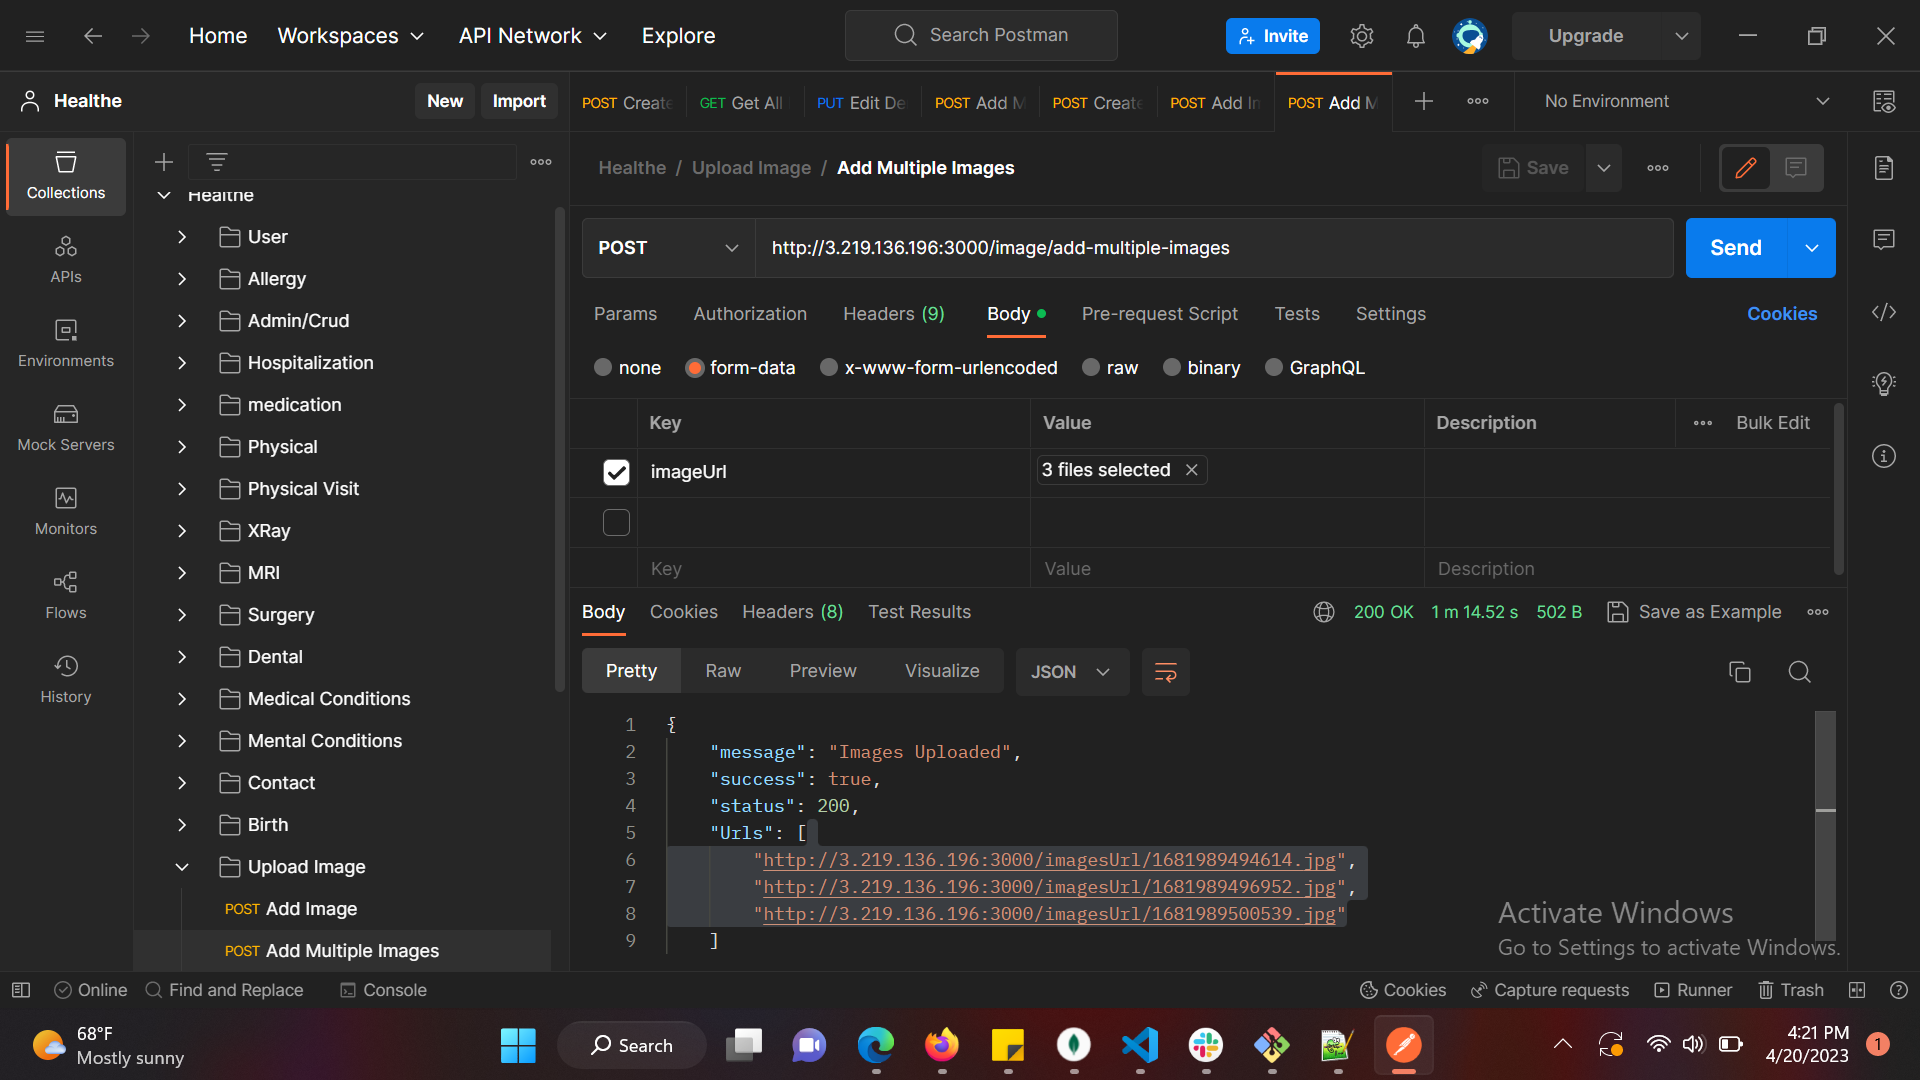 Home
Workspaces
API Network
Explore
Search Postman
Invite
Upgrade
Healthe
New
Import
POST Create
GET Get All
PUT Edit De
POST Add M
POST Create
POST Add In
POST Add M
No Environment
Collections
APIs
Environments
Mock Servers
Monitors
Flows
History
Healthe
User
Allergy
Admin/Crud
Hospitalization
medication
Physical
Physical Visit
XRay
MRI
Surgery
Dental
Medical Conditions
Mental Conditions
Contact
Birth
Upload Image
POST Add Image
POST Add Multiple Images
Healthe / Upload Image / Add Multiple Images
Save
POST
http://3.219.136.196:3000/image/add-multiple-images
Send
Params
Authorization
Headers (9)
Body
Pre-request Script
Tests
Settings
Cookies
none
form-data
x-www-form-urlencoded
raw
binary
GraphQL
Key
Value
Description
Bulk Edit
imageUrl
3 files selected
Key
Value
Description
Body
Cookies
Headers (8)
Test Results
200 OK
1 m 14.52 s
502 B
Save as Example
Pretty
Raw
Preview
Visualize
JSON
1 {
2 "message": "Images Uploaded",
3 "success": true,
4 "status": 200,
5 "Urls": [
6 "http://3.219.136.196:3000/imagesUrl/1681989494614.jpg",
7 "http://3.219.136.196:3000/imagesUrl/1681989496952.jpg",
8 "http://3.219.136.196:3000/imagesUrl/1681989500539.jpg"
9 ]
Activate Windows
Go to Settings to activate Windows.
Online
Find and Replace
Console
Cookies
Capture requests
Runner
Trash
68°F
Mostly sunny
Search
4:21 PM
4/20/2023
1